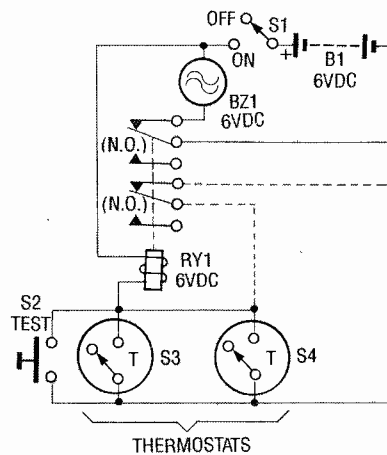 OFF
S1
ON
+
B1
6VDC
BZ1
6VDC
(N.O.)
(N.O.)
RY1
6VDC
S2
TEST
T
S3
T
S4
THERMOSTATS